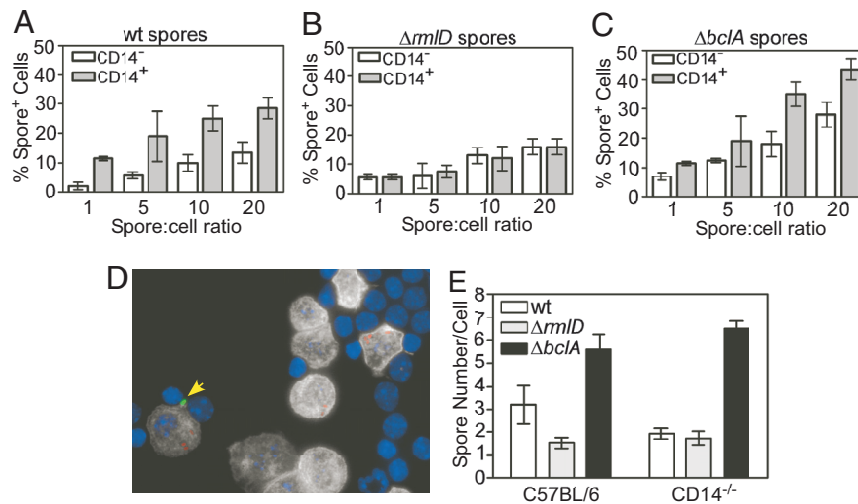 A
wt spores
% Spore⁺ Cells
50
40
30
20
10
0
CD14⁻
CD14⁺
1 5 10 20
Spore:cell ratio
B
ΔrmlD spores
% Spore⁺ Cells
50
40
30
20
10
0
CD14⁻
CD14⁺
1 5 10 20
Spore:cell ratio
C
ΔbclA spores
% Spore⁺ Cells
50
40
30
20
10
0
CD14⁻
CD14⁺
1 5 10 20
Spore:cell ratio
D
E
Spore Number/Cell
8
7
6
5
4
3
2
1
0
wt
ΔrmlD
ΔbclA
C57BL/6 CD14⁻/⁻